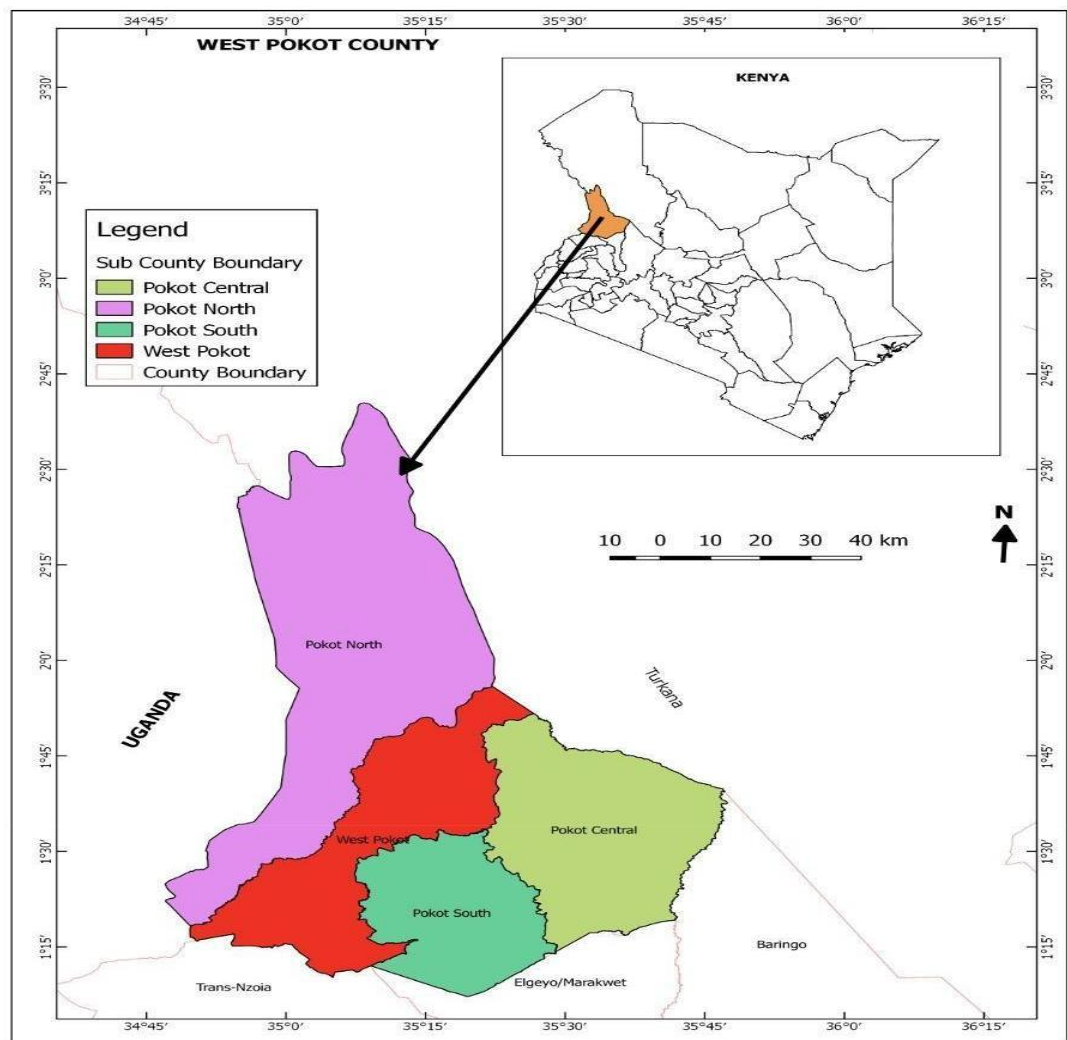 34°45' 35°0' 35°15' 35°30' 35°45' 36°0' 36°15'
WEST POKOT COUNTY
KENYA
3°30' 3°30'
3°15' 3°15'
Legend
Sub County Boundary
Pokot Central
Pokot North
Pokot South
West Pokot
County Boundary
3°0' 3°0'
2°45' 2°45'
2°30' 2°30'
N
10 0 10 20 30 40 km
2°15' 2°15'
Pokot North
2°0' 2°0'
Turkana
UGANDA
1°45' 1°45'
Pokot Central
West Pokot
1°30' 1°30'
Pokot South
1°15' 1°15'
Baringo
Elgeyo/Marakwet
Trans-Nzoia
34°45' 35°0' 35°15' 35°30' 35°45' 36°0' 36°15'